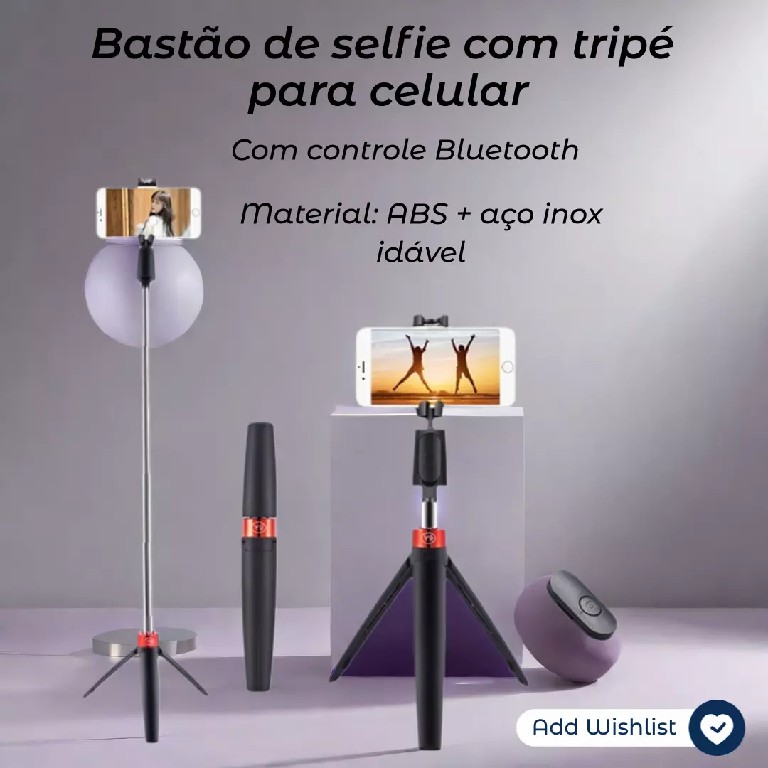 Bastão de selfie com tripé
para celular
Com controle Bluetooth
Material: ABS + aço inox
idável
Add Wishlist